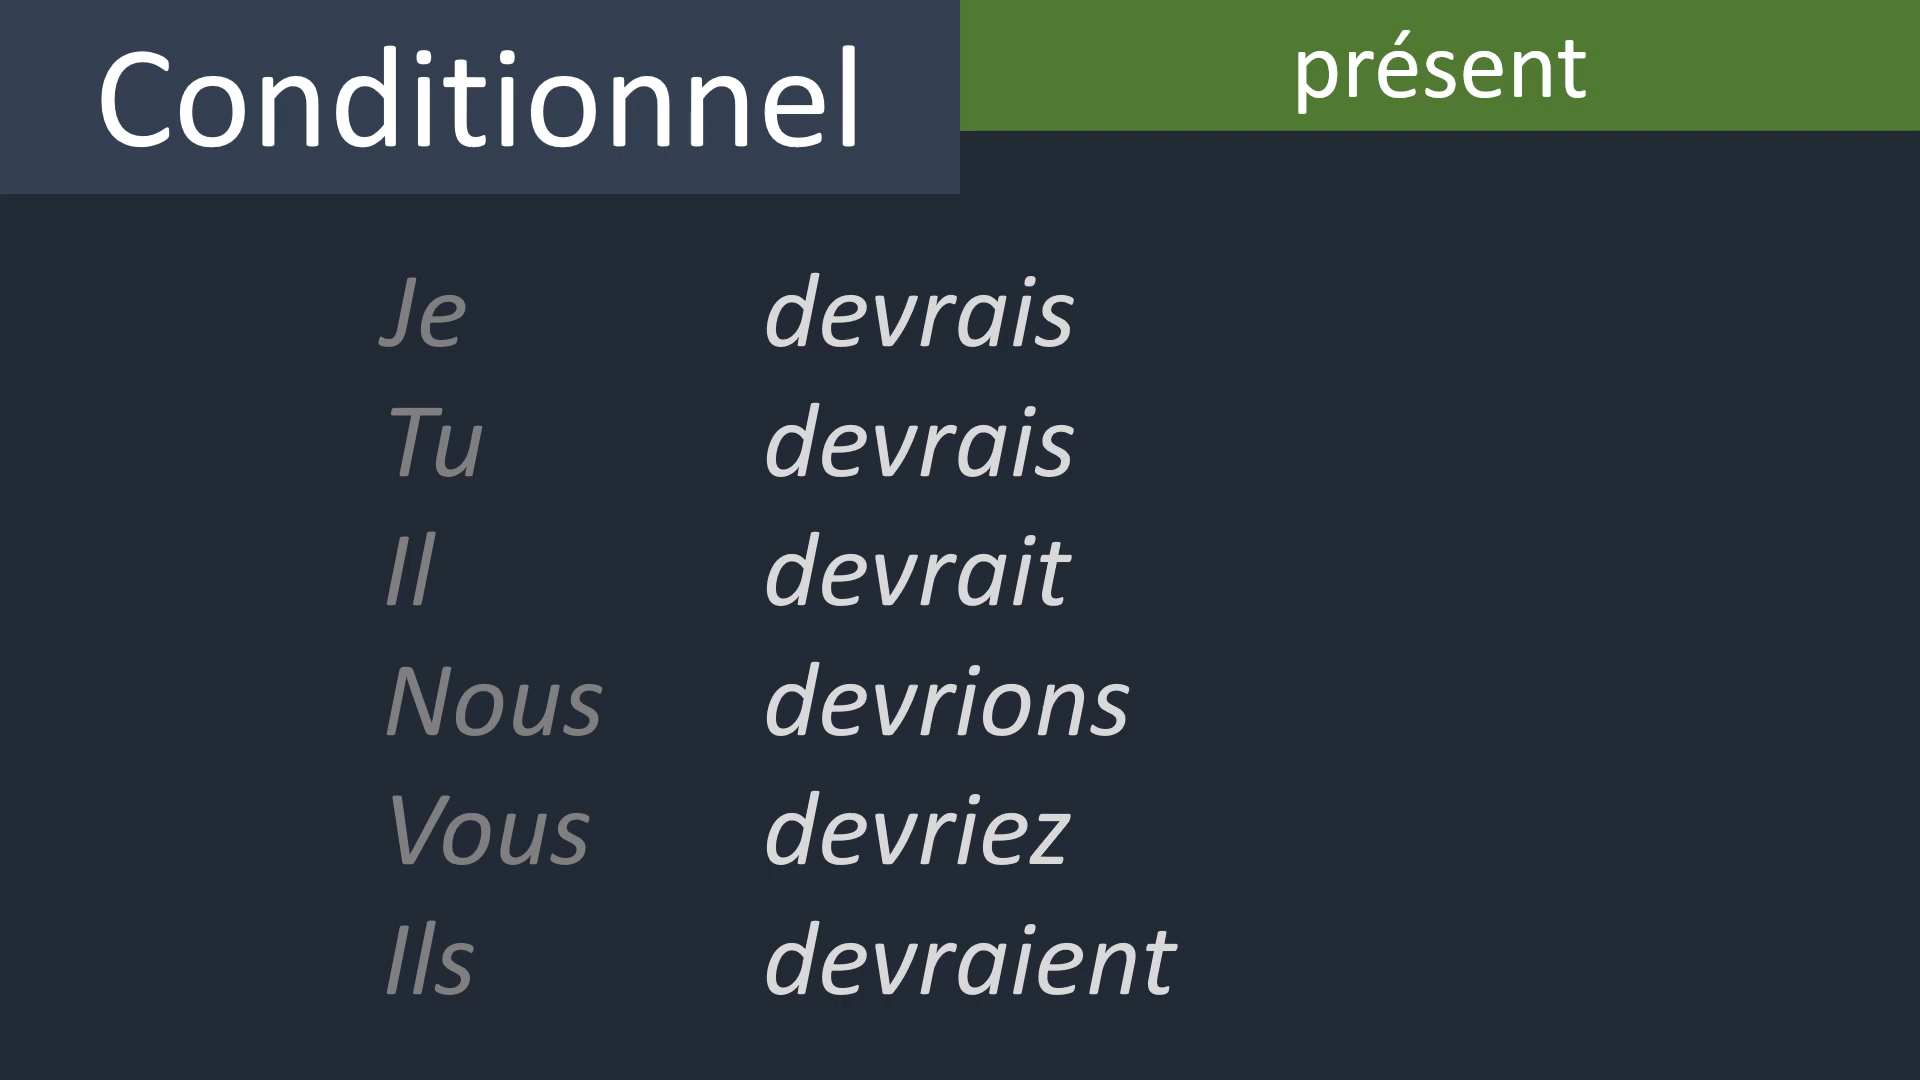 Conditionnel
présent
Je devrais
Tu devrais
Il devrait
Nous devrions
Vous devriez
Ils devraient